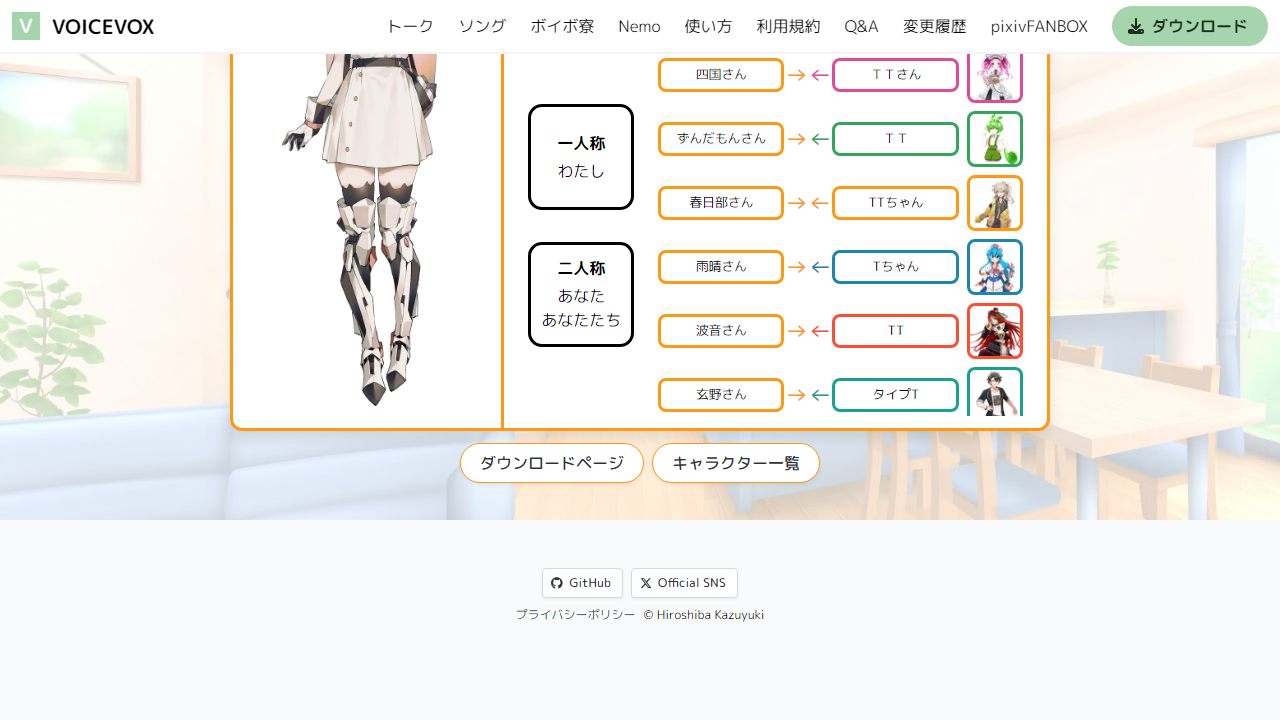 V VOICEVOX トーク ソング ボイボ寮 Nemo 使い方 利用規約 Q&A 変更履歴 pixivFANBOX ダウンロード
四国さん → ← ＴＴさん
一人称
わたし
二人称
あなた
あなたたち
ずんだもんさん → ← ＴＴ
春日部さん → ← TTちゃん
雨晴さん → ← Tちゃん
波音さん → ← TT
玄野さん → ← タイプT
ダウンロードページ キャラクター一覧
GitHub Official SNS
プライバシーポリシー © Hiroshiba Kazuyuki